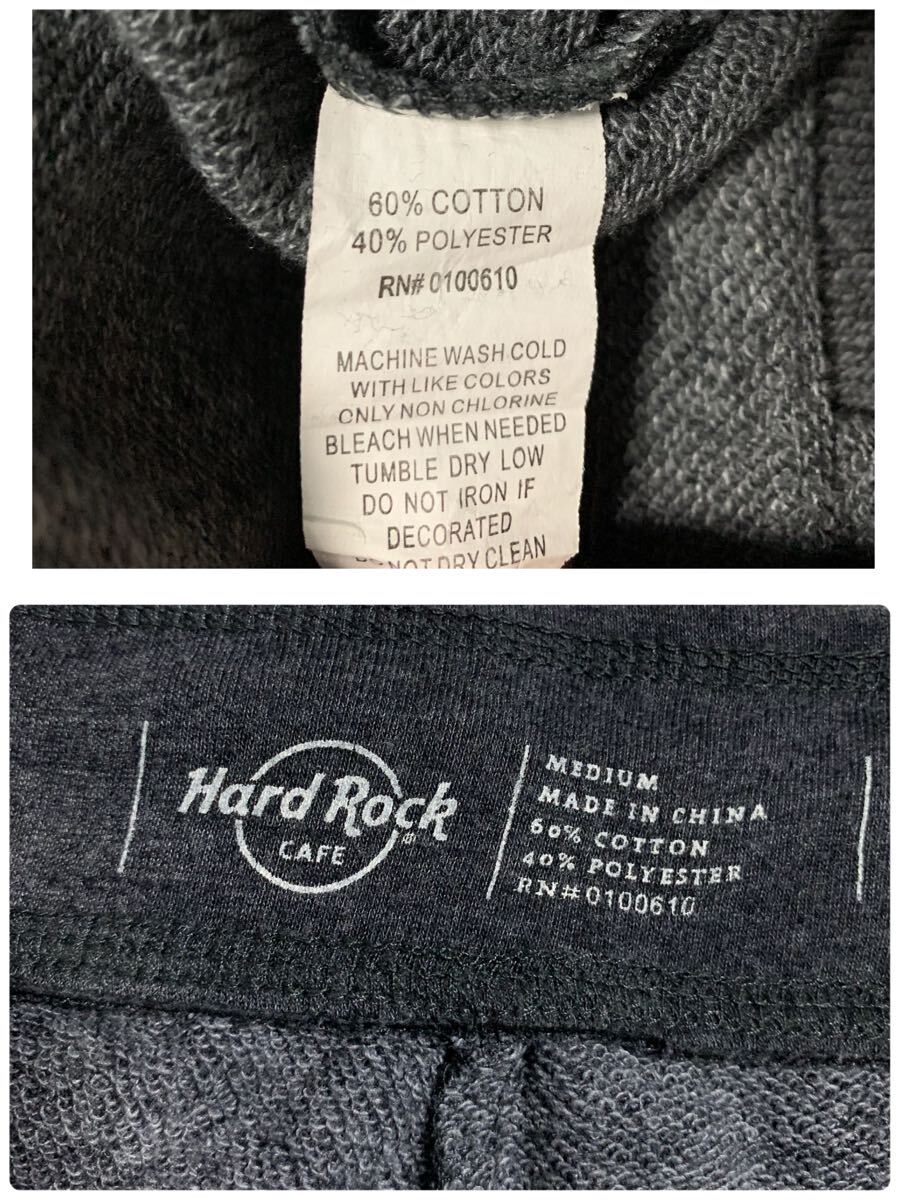 60% COTTON
40% POLYESTER
RN# 0100610
MACHINE WASH COLD
WITH LIKE COLORS
ONLY NON CHLORINE
BLEACH WHEN NEEDED
TUMBLE DRY LOW
DO NOT IRON IF
DECORATED
NOT DRY CLEAN
Hard Rock
CAFE
®
MEDIUM
MADE IN CHINA
60% COTTON
40% POLYESTER
RN#0100610